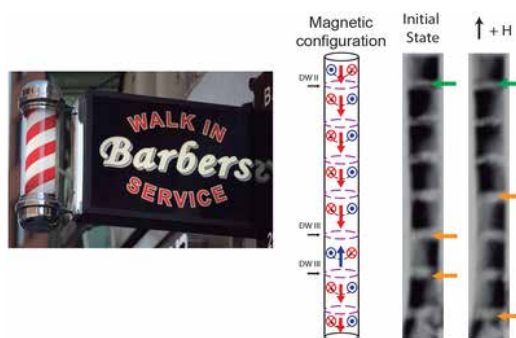 WALK IN
Barbers
SERVICE
Magnetic
configuration
Initial
State
+ H
DW II
DW III
DW III